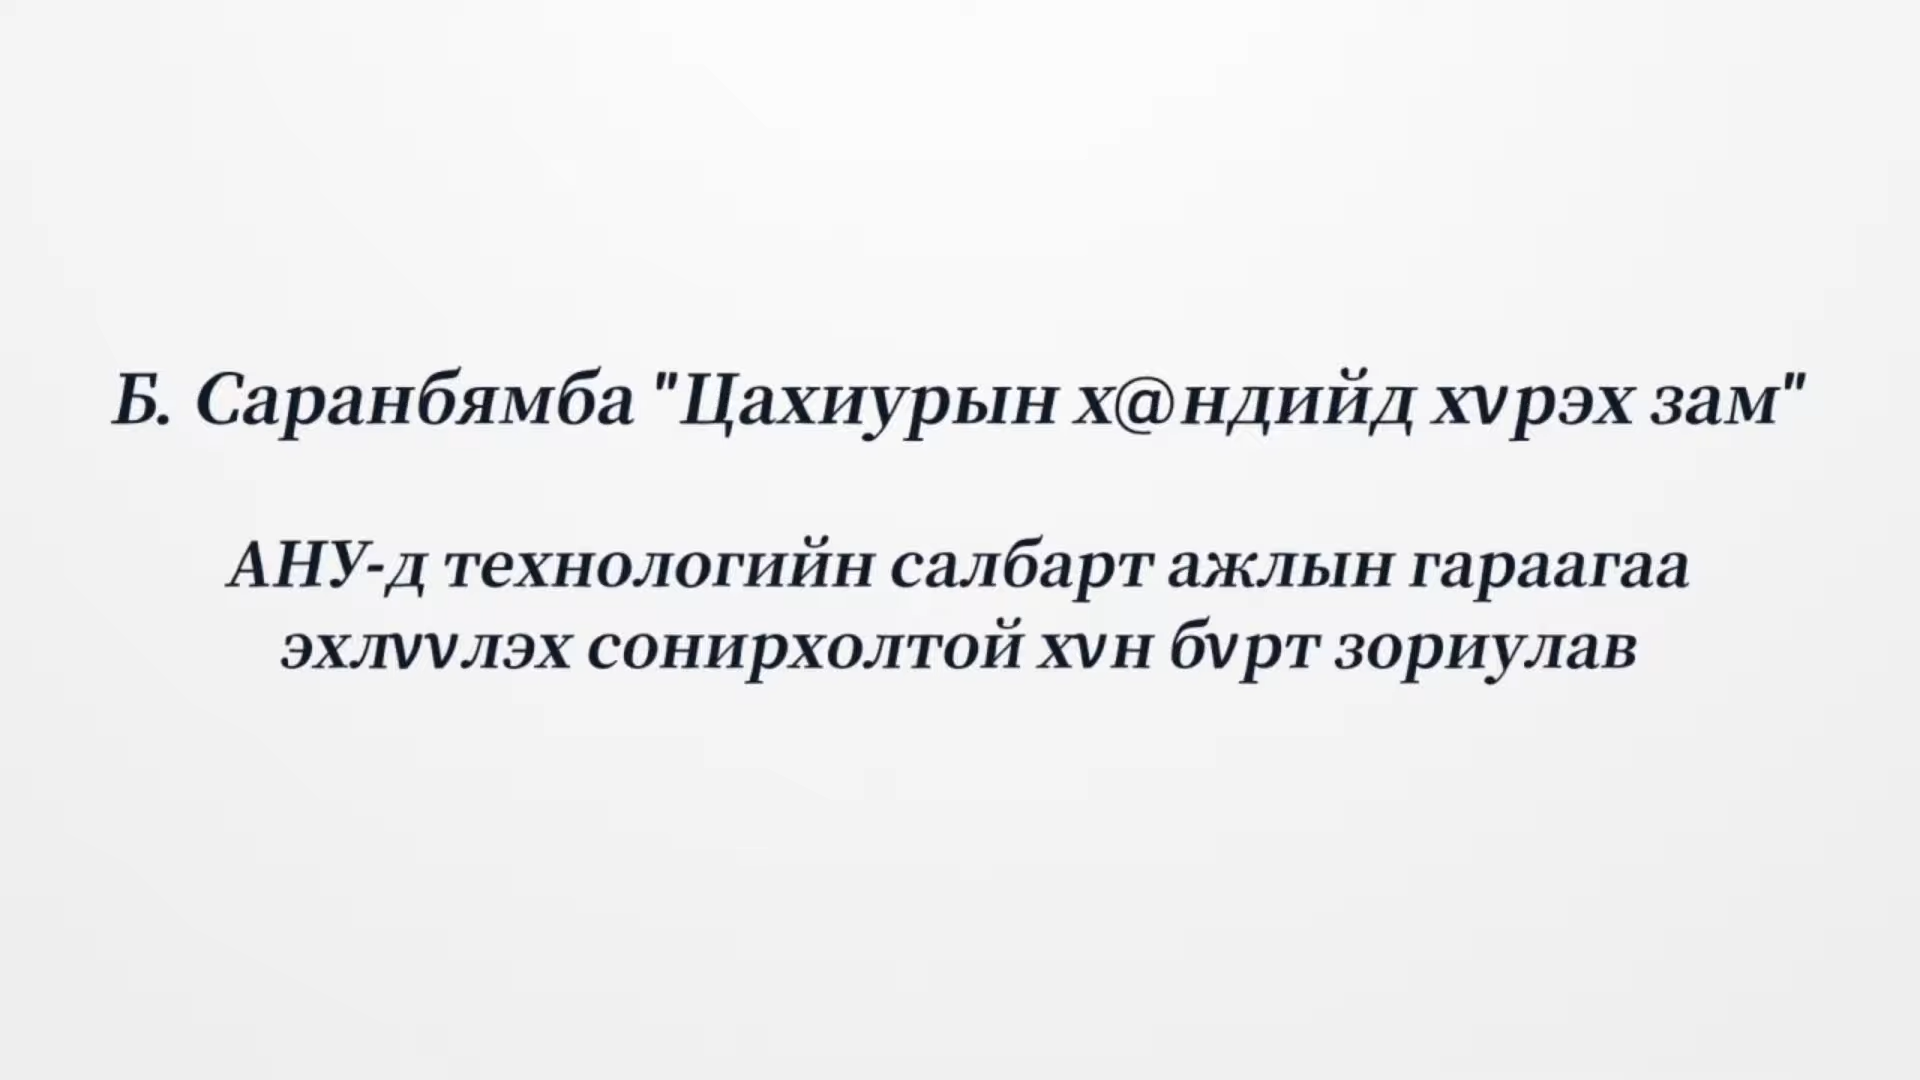 Б. Саранбямба "Цахиурын х@ндийд хvрэх зам"
АНУ-д технологийн салбарт ажлын гараагаа
эхлvvлэх сонирхолтой хvн бvрт зориулав